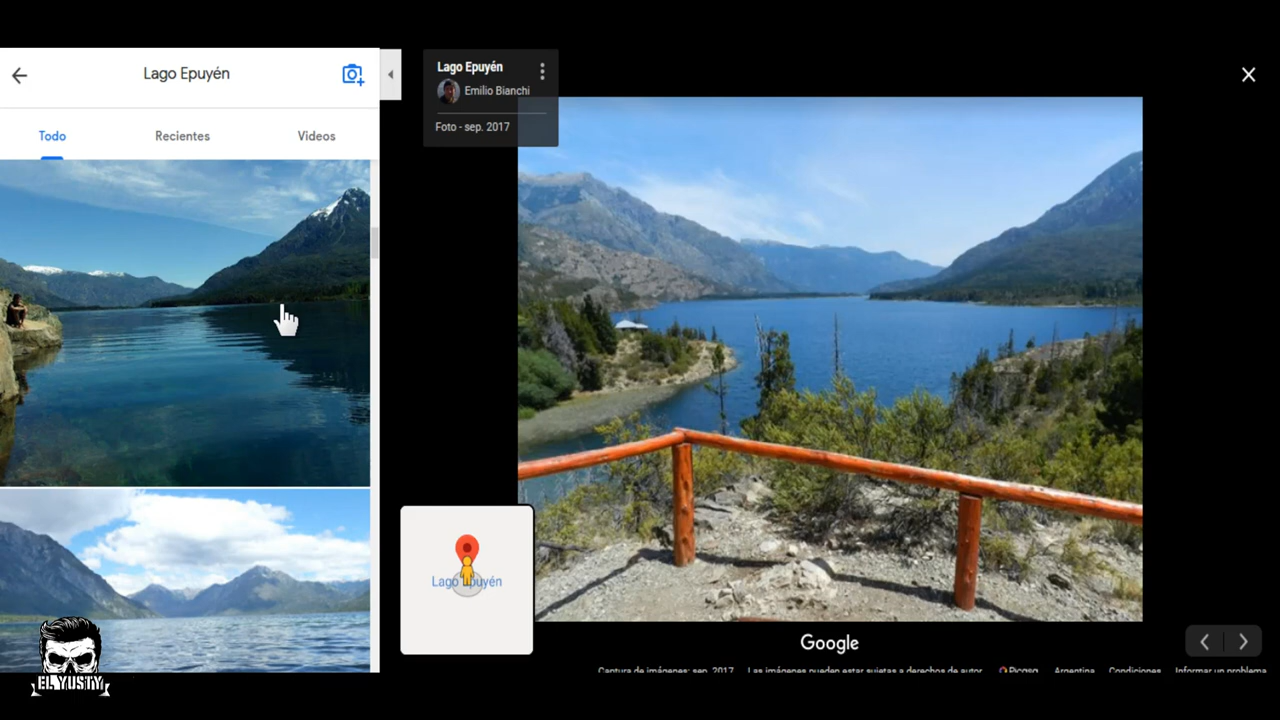 Lago Epuyén
Todo
Recientes
Videos
Lago Epuyén
Emilio Bianchi
Foto - sep. 2017
Lago Epuyén
Google
Captura de imágenes: sep. 2017 Las imágenes pueden estar sujetas a derechos de autor. Picasa Argentina Condiciones Informar un problema
EL YUSTY